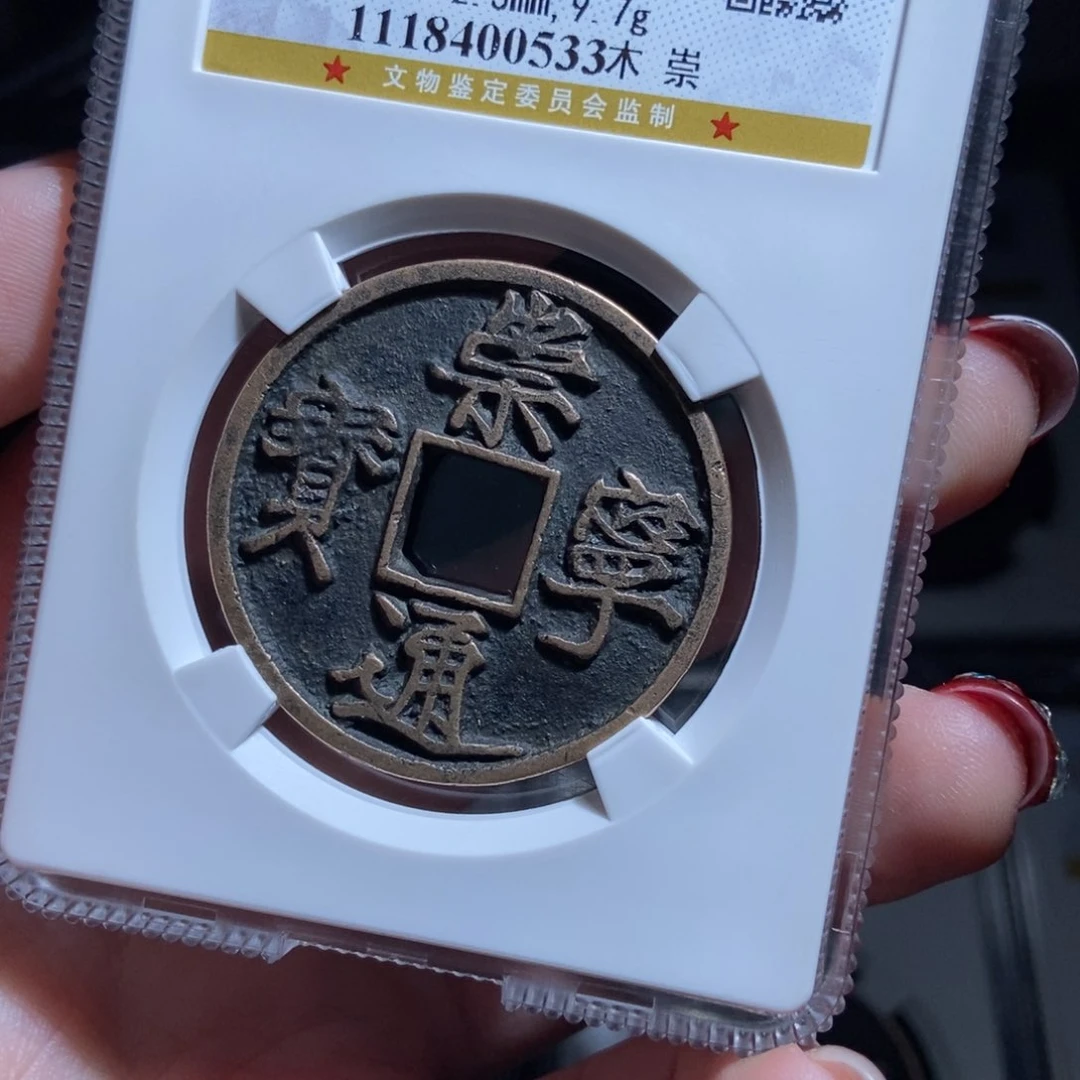 9.7g
1118400533木 崇
文物鉴定委员会监制
崇寧通寳